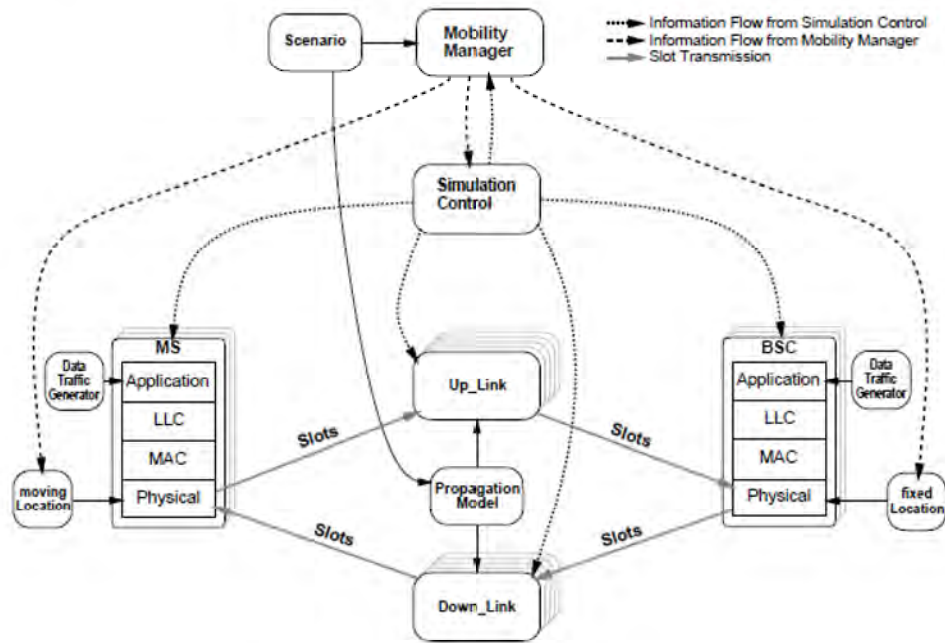 Scenario
Mobility
Manager
Information Flow from Simulation Control
Information Flow from Mobility Manager
Slot Transmission
Simulation
Control
MS
Application
LLC
MAC
Physical
Data
Traffic
Generator
moving
Location
Up_Link
Slots
Slots
Propagation
Model
Slots
Slots
Down_Link
BSC
Application
LLC
MAC
Physical
Data
Traffic
Generator
fixed
Location